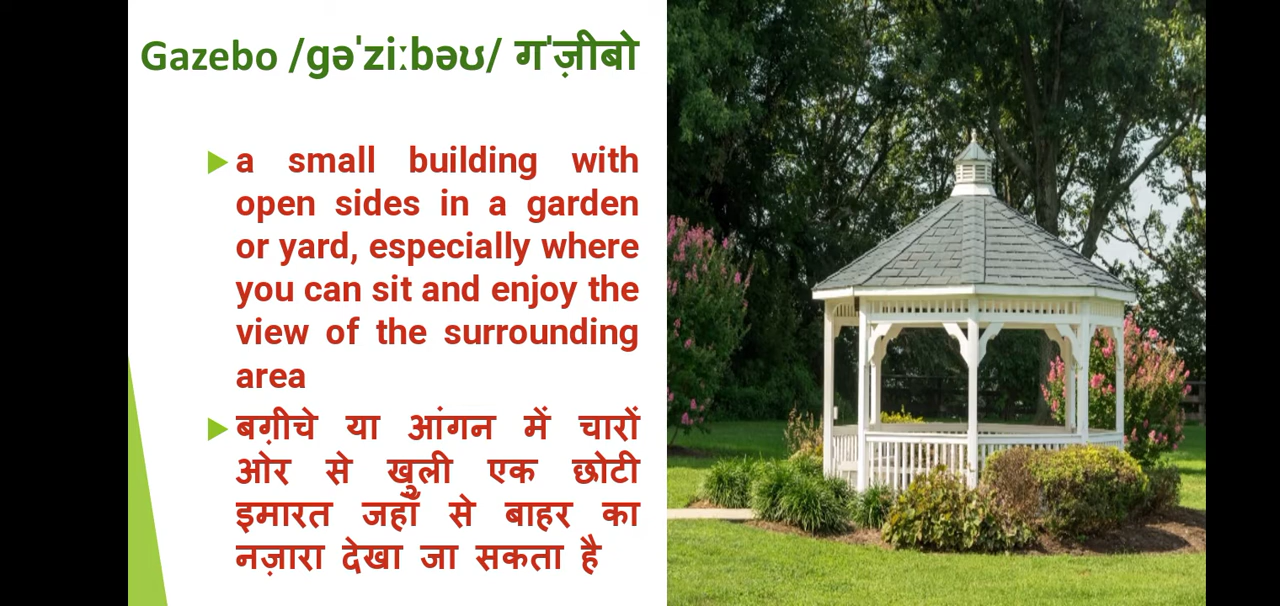 Gazebo /ɡəˈziːbəʊ/ गˈज़ीबो
a small building with
open sides in a garden
or yard, especially where
you can sit and enjoy the
view of the surrounding
area
बग़ीचे या आंगन में चारों
ओर से खुली एक छोटी
इमारत जहाँ से बाहर का
नज़ारा देखा जा सकता है